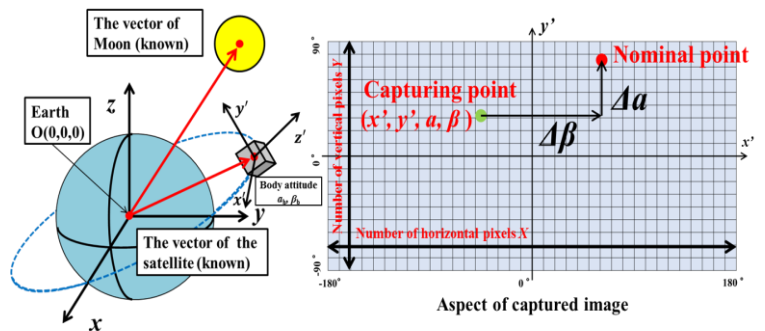 The vector of
Moon (known)
Earth
O(0,0,0)
z
y'
z'
x'
Body attitude
y
The vector of the
satellite (known)
x
y'
90°
Nominal point
Capturing point
(x', y', a, β)
Δa
Δβ
x'
0°
Number of vertical pixels Y
Number of horizontal pixels X
-90°
-180°
0°
180°
Aspect of captured image